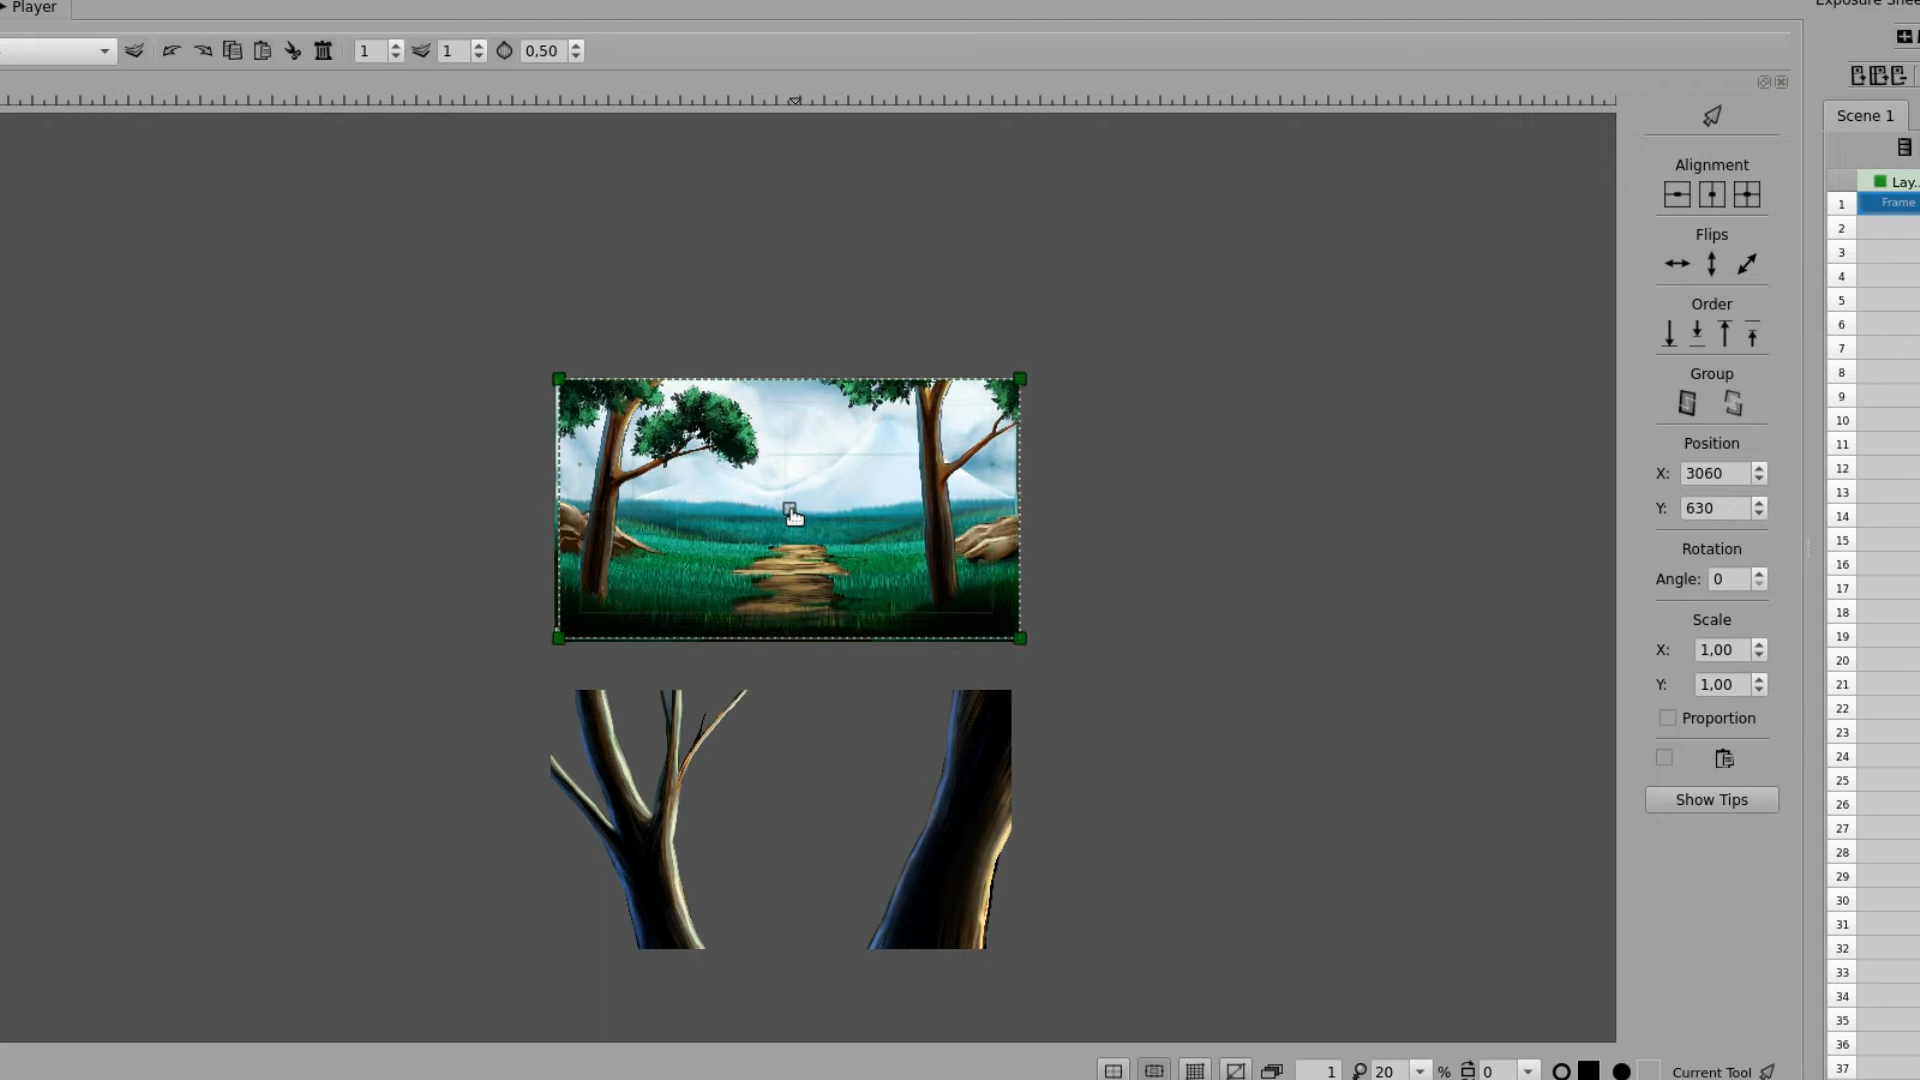 Player
1
1
0,50
Scene 1
Alignment
Lay..
Frame
Flips
Order
Group
Position
X: 3060
Y: 630
Rotation
Angle: 0
Scale
X: 1,00
Y: 1,00
Proportion
Show Tips
1
2
3
4
5
6
7
8
9
10
11
12
13
14
15
16
17
18
19
20
21
22
23
24
25
26
27
28
29
30
31
32
33
34
35
36
37
1
20
%
0
Current Tool